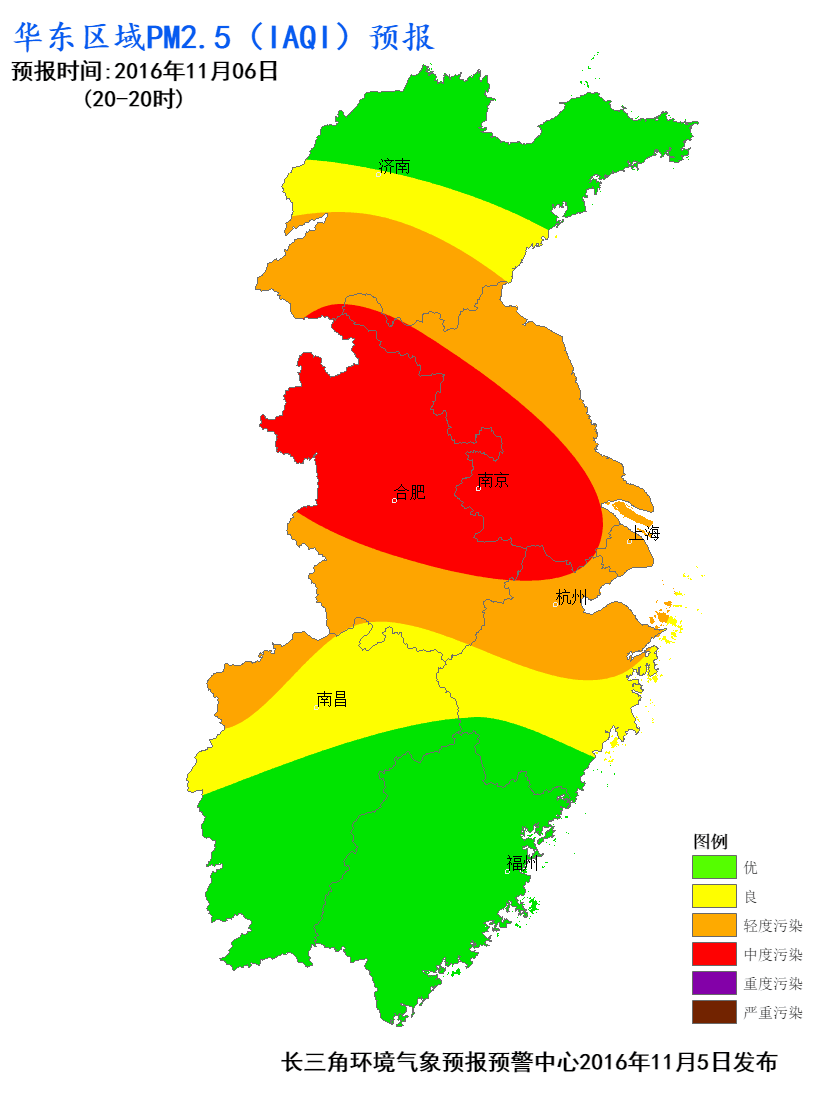 华东区域PM2.5（IAQI）预报
预报时间:2016年11月06日
(20-20时)
济南
南京
合肥
上海
杭州
南昌
福州
图例
优
良
轻度污染
中度污染
重度污染
严重污染
长三角环境气象预报预警中心2016年11月5日发布